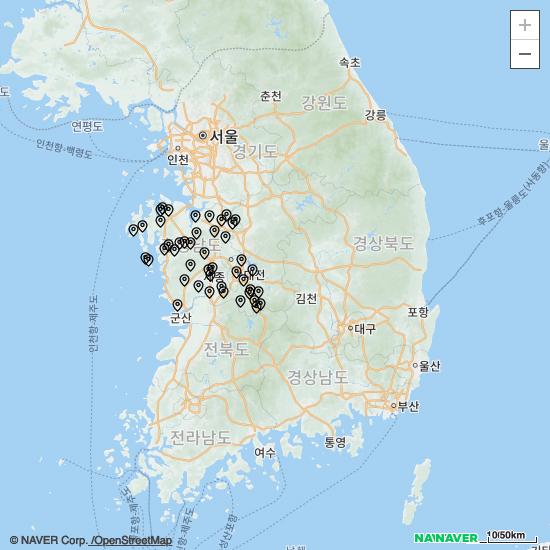 +
−
속초
춘천
강원도
강릉
도
연평도
서울
울
인천항-백령도
인천
경기도
후포항-울릉도(사동항)
남도
경상북도
대전
세종
인천항-제주도
김천
군산
포항
대구
전북도
울산
경상남도
부산
전라남도
통영
여수
© NAVER Corp. /OpenStreetMap
NAVER
10|50km